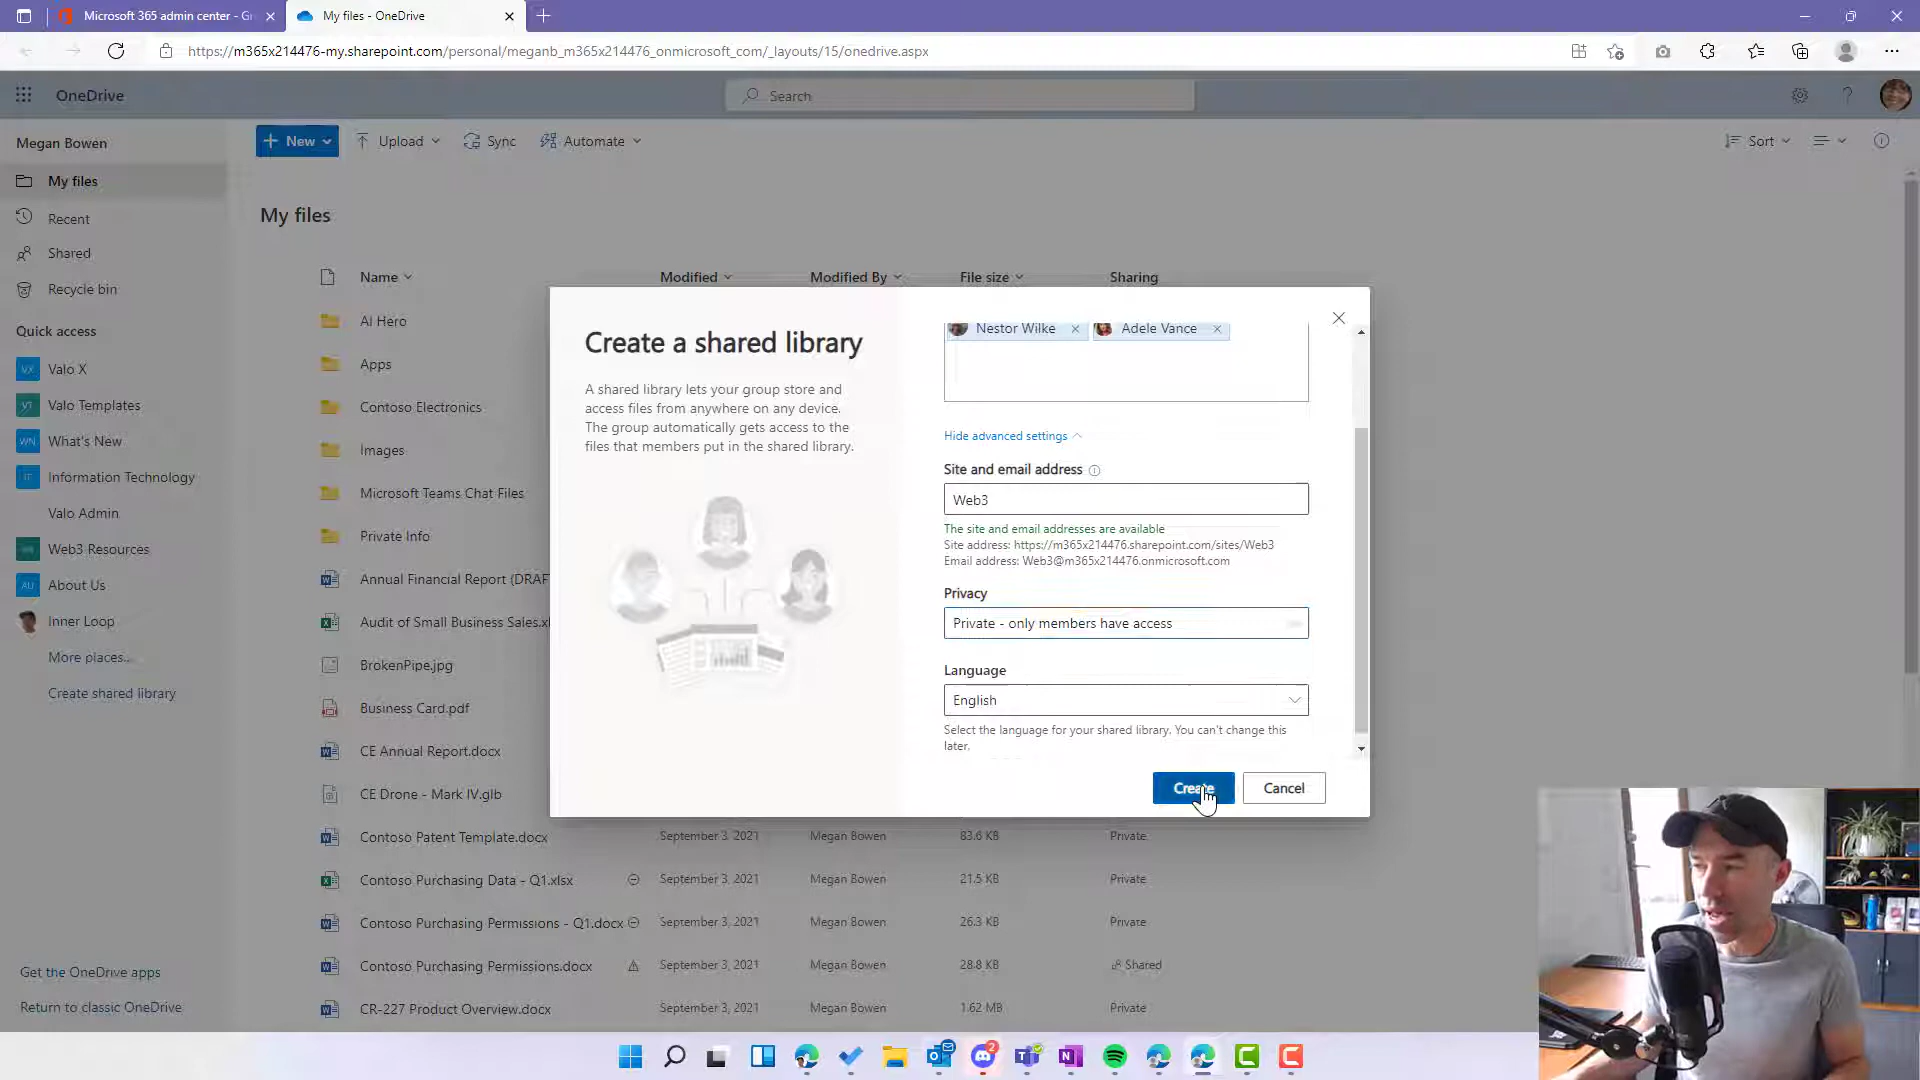 Microsoft 365 admin center - Gr
My files - OneDrive
https://m365x214476-my.sharepoint.com/personal/meganb_m365x214476_onmicrosoft_com/_layouts/15/onedrive.aspx
OneDrive
Search
Megan Bowen
New
Upload
Sync
Automate
Sort
My files
Recent
Shared
Recycle bin
Quick access
VX Valo X
VT Valo Templates
WN What's New
IT Information Technology
Valo Admin
Web3 Resources
AU About Us
Inner Loop
More places...
Create shared library
Get the OneDrive apps
Return to classic OneDrive
My files
Name
Modified
Modified By
File size
Sharing
AI Hero
Apps
Contoso Electronics
Images
Microsoft Teams Chat Files
Private Info
Annual Financial Report (DRAF
Audit of Small Business Sales.xl
BrokenPipe.jpg
Business Card.pdf
CE Annual Report.docx
CE Drone - Mark IV.glb
Contoso Patent Template.docx September 3, 2021 Megan Bowen 83.6 KB Private
Contoso Purchasing Data - Q1.xlsx September 3, 2021 Megan Bowen 21.5 KB Private
Contoso Purchasing Permissions - Q1.docx September 3, 2021 Megan Bowen 26.3 KB Private
Contoso Purchasing Permissions.docx September 3, 2021 Megan Bowen 28.8 KB Shared
CR-227 Product Overview.docx September 3, 2021 Megan Bowen 1.62 MB Private
Create a shared library
A shared library lets your group store and
access files from anywhere on any device.
The group automatically gets access to the
files that members put in the shared library.
Nestor Wilke
Adele Vance
Hide advanced settings
Site and email address
Web3
The site and email addresses are available
Site address: https://m365x214476.sharepoint.com/sites/Web3
Email address: Web3@m365x214476.onmicrosoft.com
Privacy
Private - only members have access
Language
English
Select the language for your shared library. You can't change this
later.
Create
Cancel
2